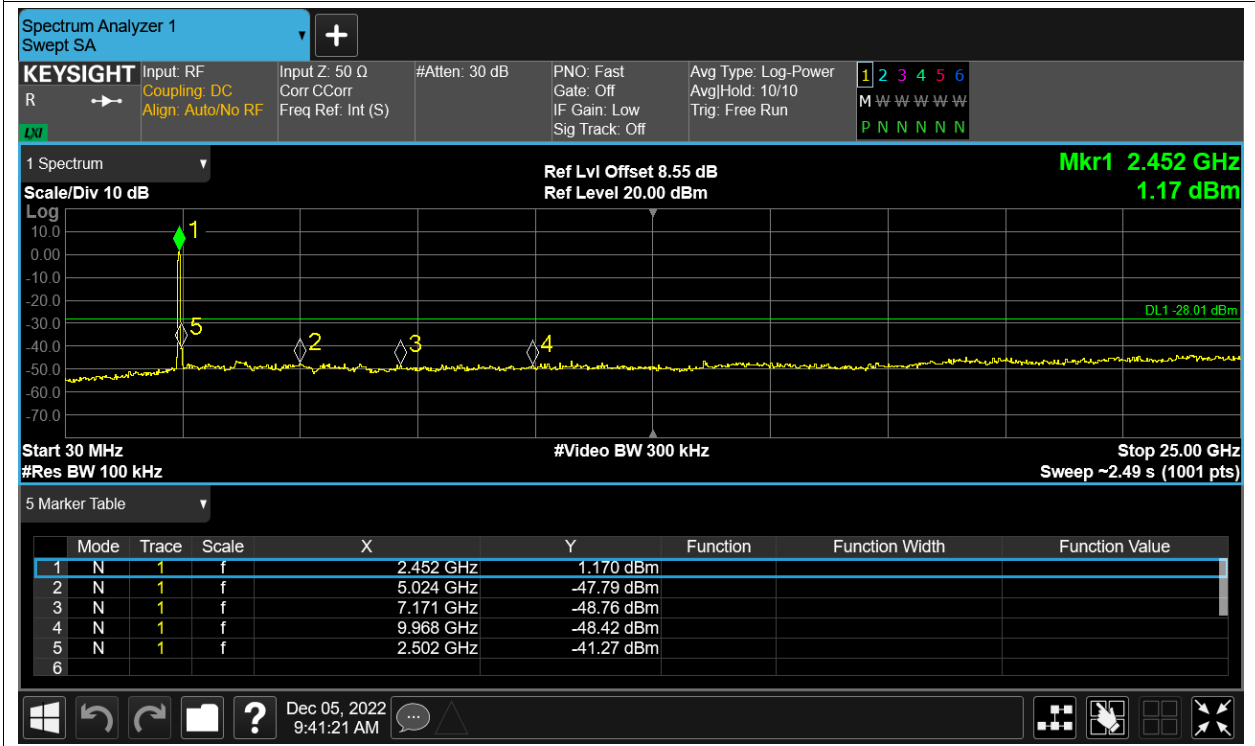 Spectrum Analyzer 1
Swept SA
KEYSIGHT
R
LXI
Input: RF
Coupling: DC
Align: Auto/No RF
Input Z: 50 Ω
Corr CCorr
Freq Ref: Int (S)
#Atten: 30 dB
PNO: Fast
Gate: Off
IF Gain: Low
Sig Track: Off
Avg Type: Log-Power
Avg|Hold: 10/10
Trig: Free Run
1 2 3 4 5 6
M W W W W W
P N N N N N
1 Spectrum
Scale/Div 10 dB
Ref Lvl Offset 8.55 dB
Ref Level 20.00 dBm
Mkr1 2.452 GHz
1.17 dBm
Log
10.0
0.00
-10.0
-20.0
-30.0
-40.0
-50.0
-60.0
-70.0
1
5
2
3
4
DL1 -28.01 dBm
Start 30 MHz
#Res BW 100 kHz
#Video BW 300 kHz
Stop 25.00 GHz
Sweep ~2.49 s (1001 pts)
5 Marker Table
Mode Trace Scale X Y Function Function Width Function Value
1 N 1 f 2.452 GHz 1.170 dBm
2 N 1 f 5.024 GHz -47.79 dBm
3 N 1 f 7.171 GHz -48.76 dBm
4 N 1 f 9.968 GHz -48.42 dBm
5 N 1 f 2.502 GHz -41.27 dBm
6
?
Dec 05, 2022
9:41:21 AM